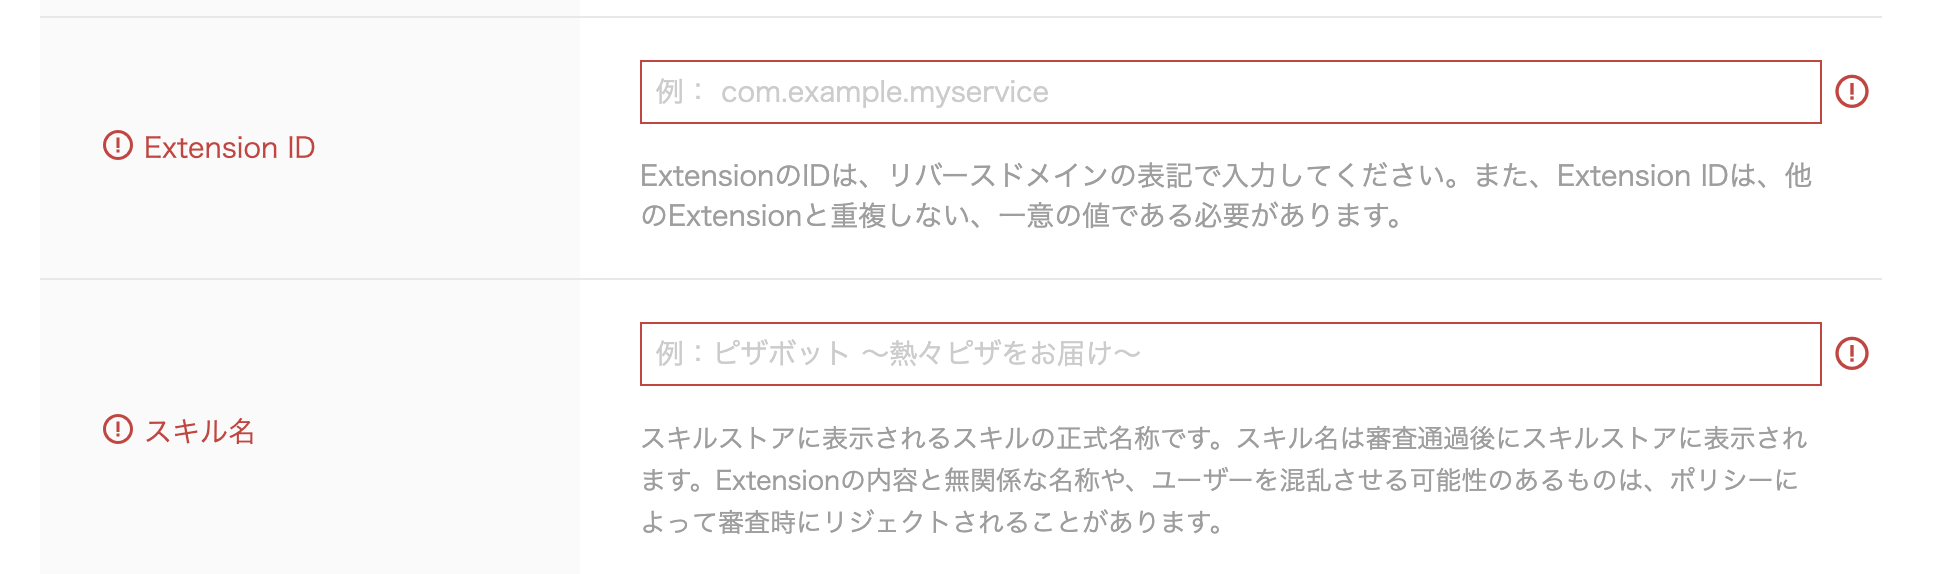 例： com.example.myservice
Extension ID
ExtensionのIDは、リバースドメインの表記で入力してください。また、Extension IDは、他
のExtensionと重複しない、一意の値である必要があります。
例：ピザボット 〜熱々ピザをお届け〜
スキル名
スキルストアに表示されるスキルの正式名称です。スキル名は審査通過後にスキルストアに表示され
ます。Extensionの内容と無関係な名称や、ユーザーを混乱させる可能性のあるものは、ポリシーに
よって審査時にリジェクトされることがあります。